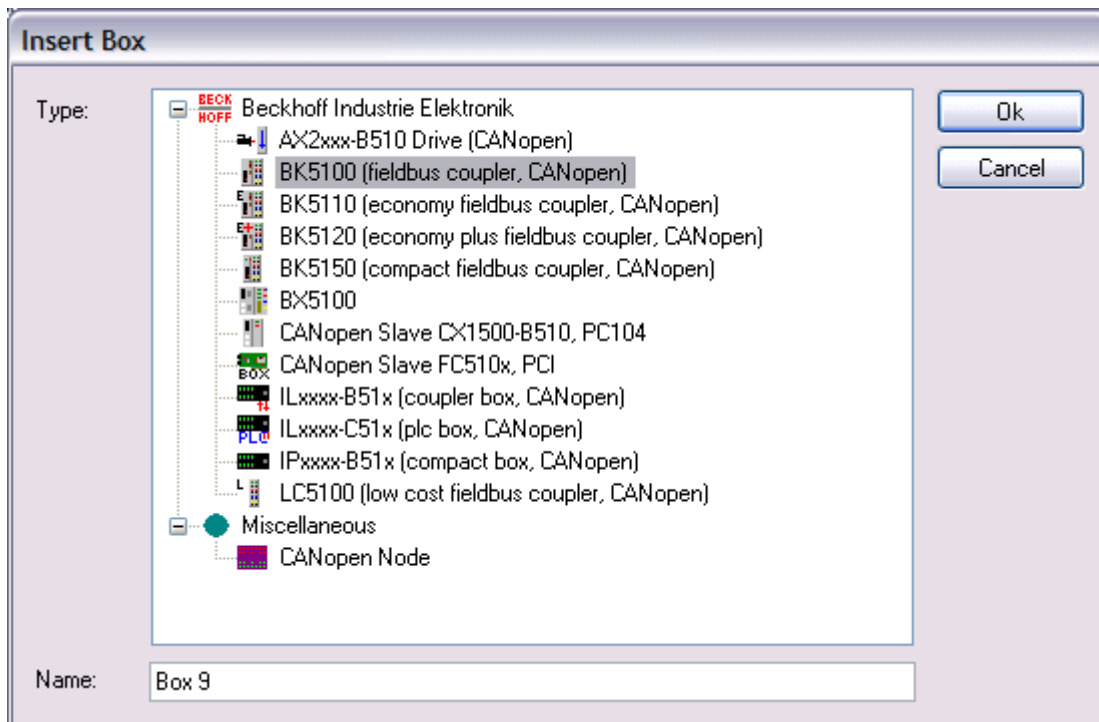 Insert Box
Type:
BECK
HOFF
Beckhoff Industrie Elektronik
Ok
AX2xxx-B510 Drive (CANopen)
BK5100 (fieldbus coupler, CANopen)
Cancel
E
BK5110 (economy fieldbus coupler, CANopen)
E+
BK5120 (economy plus fieldbus coupler, CANopen)
BK5150 (compact fieldbus coupler, CANopen)
BX5100
CANopen Slave CX1500-B510, PC104
BOX
CANopen Slave FC510x, PCI
ILxxxx-B51x (coupler box, CANopen)
PLC
ILxxxx-C51x (plc box, CANopen)
IPxxxx-B51x (compact box, CANopen)
L
LC5100 (low cost fieldbus coupler, CANopen)
Miscellaneous
CANopen Node
Name:
Box 9